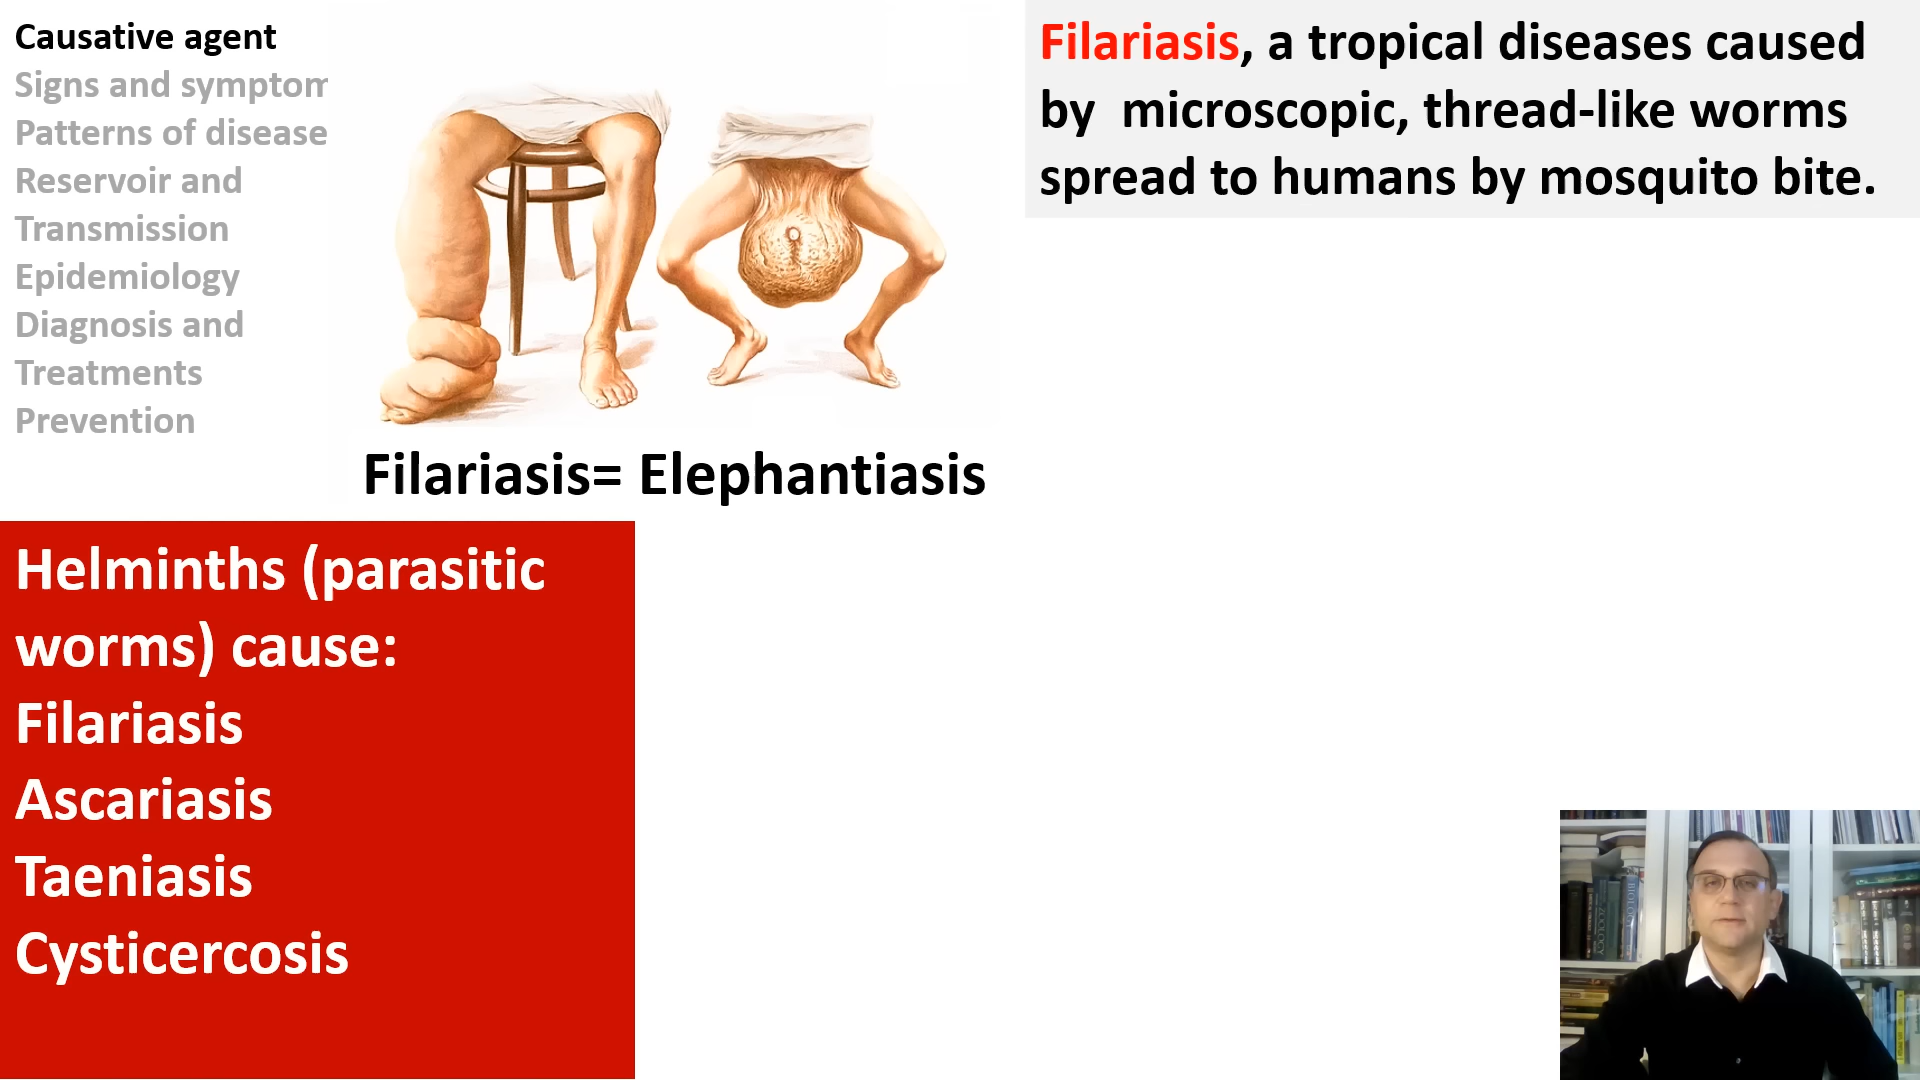 Causative agent
Signs and symptom
Patterns of disease
Reservoir and
Transmission
Epidemiology
Diagnosis and
Treatments
Prevention
Filariasis= Elephantiasis
Filariasis, a tropical diseases caused
by microscopic, thread-like worms
spread to humans by mosquito bite.
Helminths (parasitic
worms) cause:
Filariasis
Ascariasis
Taeniasis
Cysticercosis